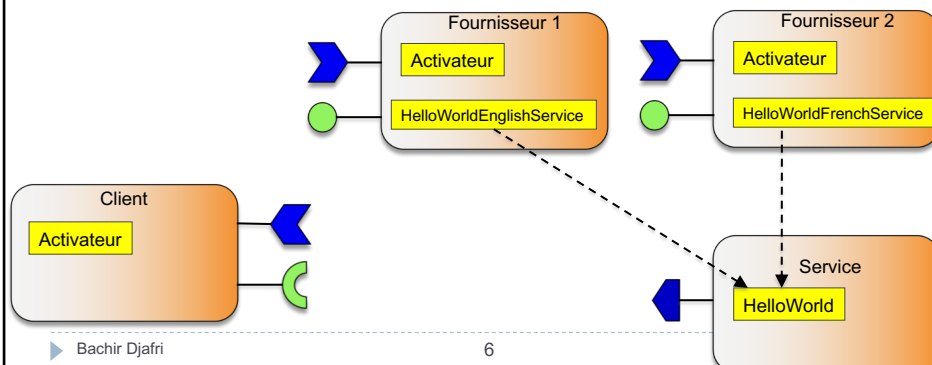 Fournisseur 1
Activateur
HelloWorldEnglishService
Fournisseur 2
Activateur
HelloWorldFrenchService
Client
Activateur
Service
HelloWorld
Bachir Djafri
6